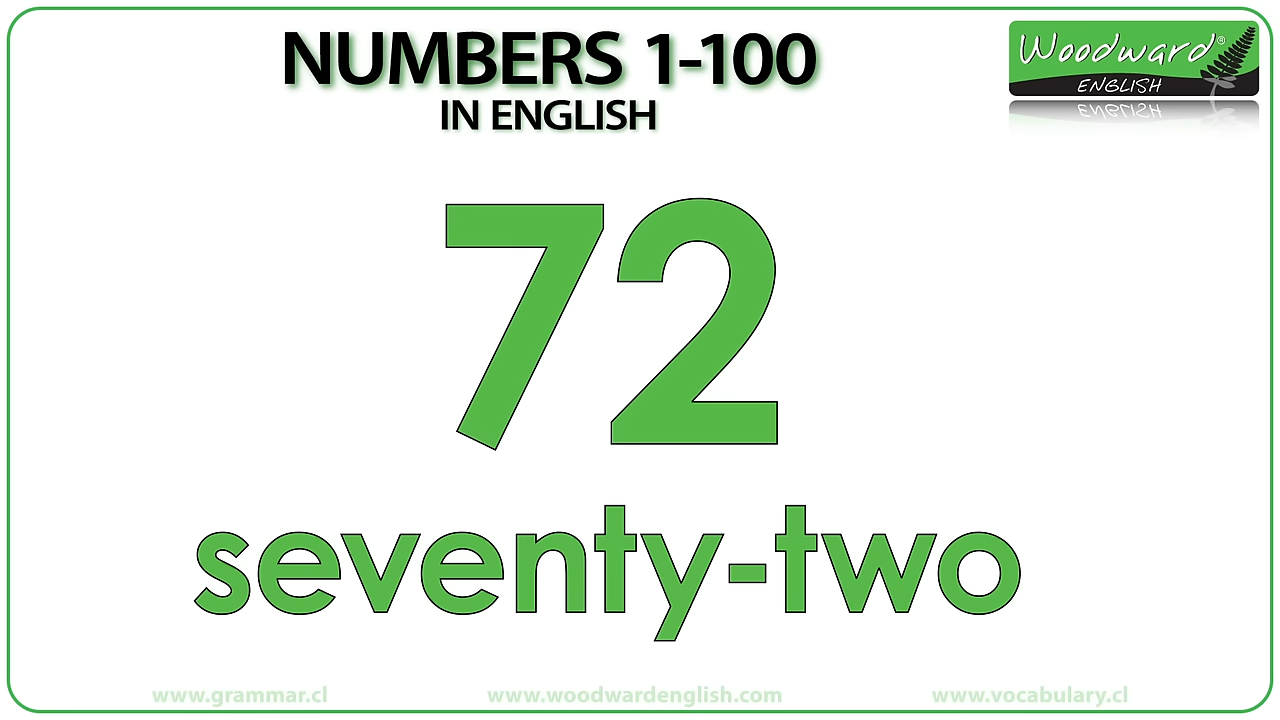 NUMBERS 1-100
IN ENGLISH
Woodward®
ENGLISH
72
seventy-two
www.grammar.cl
www.woodwardenglish.com
www.vocabulary.cl